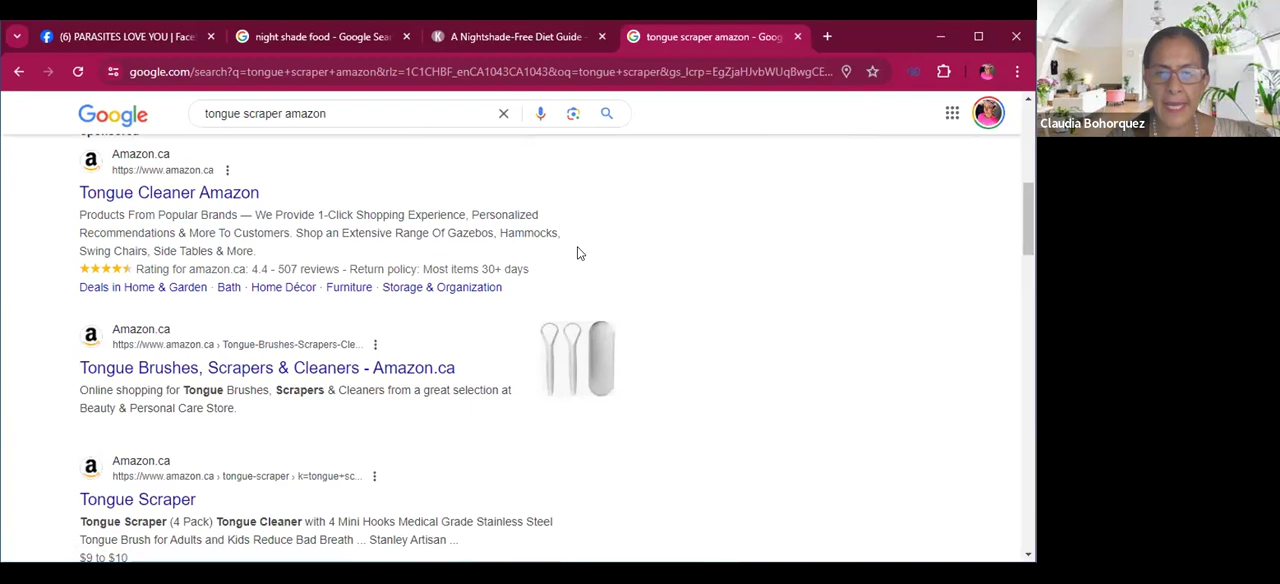 (6) PARASITES LOVE YOU | Face
night shade food - Google Sea
A Nightshade-Free Diet Guide -
tongue scraper amazon - Goog
google.com/search?q=tongue+scraper+amazon&rlz=1C1CHBF_enCA1043CA1043&oq=tongue+scraper&gs_lcrp=EgZjaHJvbWUqBwgCE...
Claudia Bohorquez
Google
tongue scraper amazon
Sponsored
Amazon.ca
https://www.amazon.ca
Tongue Cleaner Amazon
Products From Popular Brands — We Provide 1-Click Shopping Experience, Personalized
Recommendations & More To Customers. Shop an Extensive Range Of Gazebos, Hammocks,
Swing Chairs, Side Tables & More.
Rating for amazon.ca: 4.4 - 507 reviews - Return policy: Most items 30+ days
Deals in Home & Garden · Bath · Home Décor · Furniture · Storage & Organization
Amazon.ca
https://www.amazon.ca › Tongue-Brushes-Scrapers-Cle...
Tongue Brushes, Scrapers & Cleaners - Amazon.ca
Online shopping for Tongue Brushes, Scrapers & Cleaners from a great selection at
Beauty & Personal Care Store.
Amazon.ca
https://www.amazon.ca › tongue-scraper › k=tongue+sc...
Tongue Scraper
Tongue Scraper (4 Pack) Tongue Cleaner with 4 Mini Hooks Medical Grade Stainless Steel
Tongue Brush for Adults and Kids Reduce Bad Breath ... Stanley Artisan ...
$9 to $10